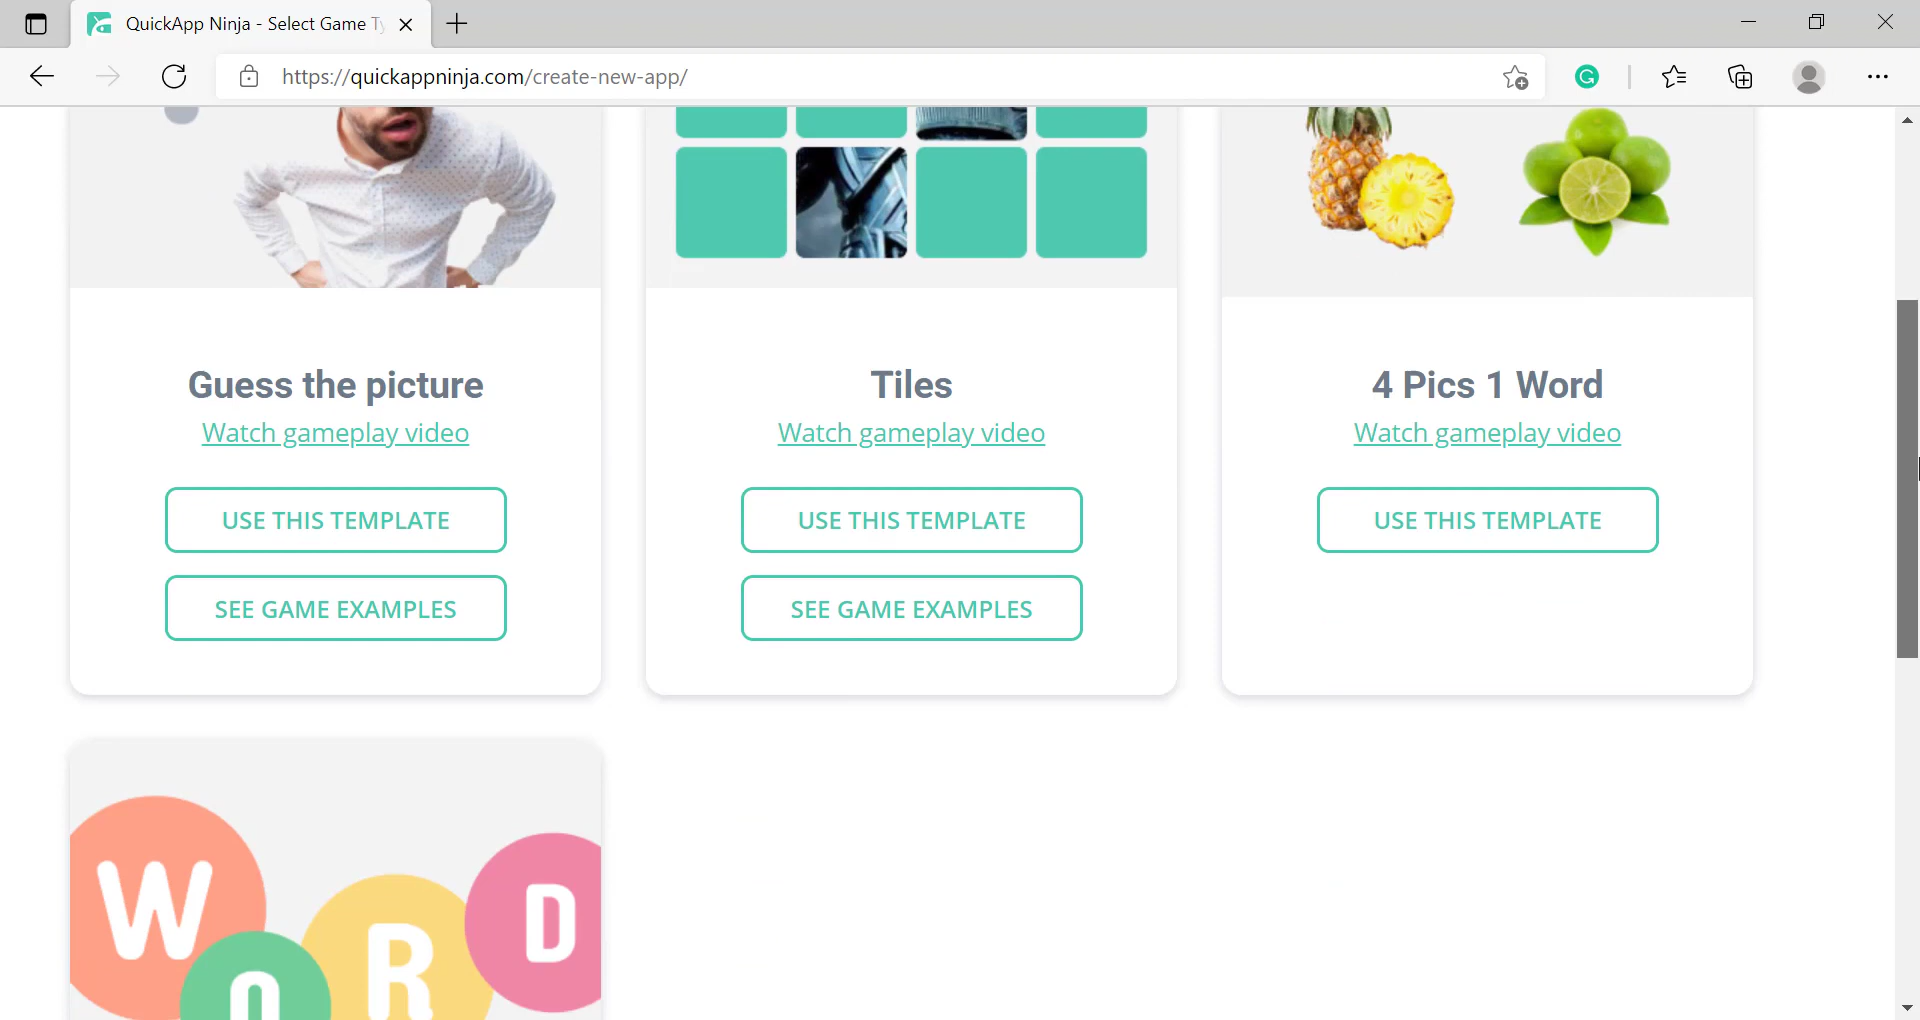 QuickApp Ninja - Select Game Ty
https://quickappninja.com/create-new-app/
Guess the picture
Tiles
4 Pics 1 Word
Watch gameplay video
Watch gameplay video
Watch gameplay video
USE THIS TEMPLATE
USE THIS TEMPLATE
USE THIS TEMPLATE
SEE GAME EXAMPLES
SEE GAME EXAMPLES
WORD